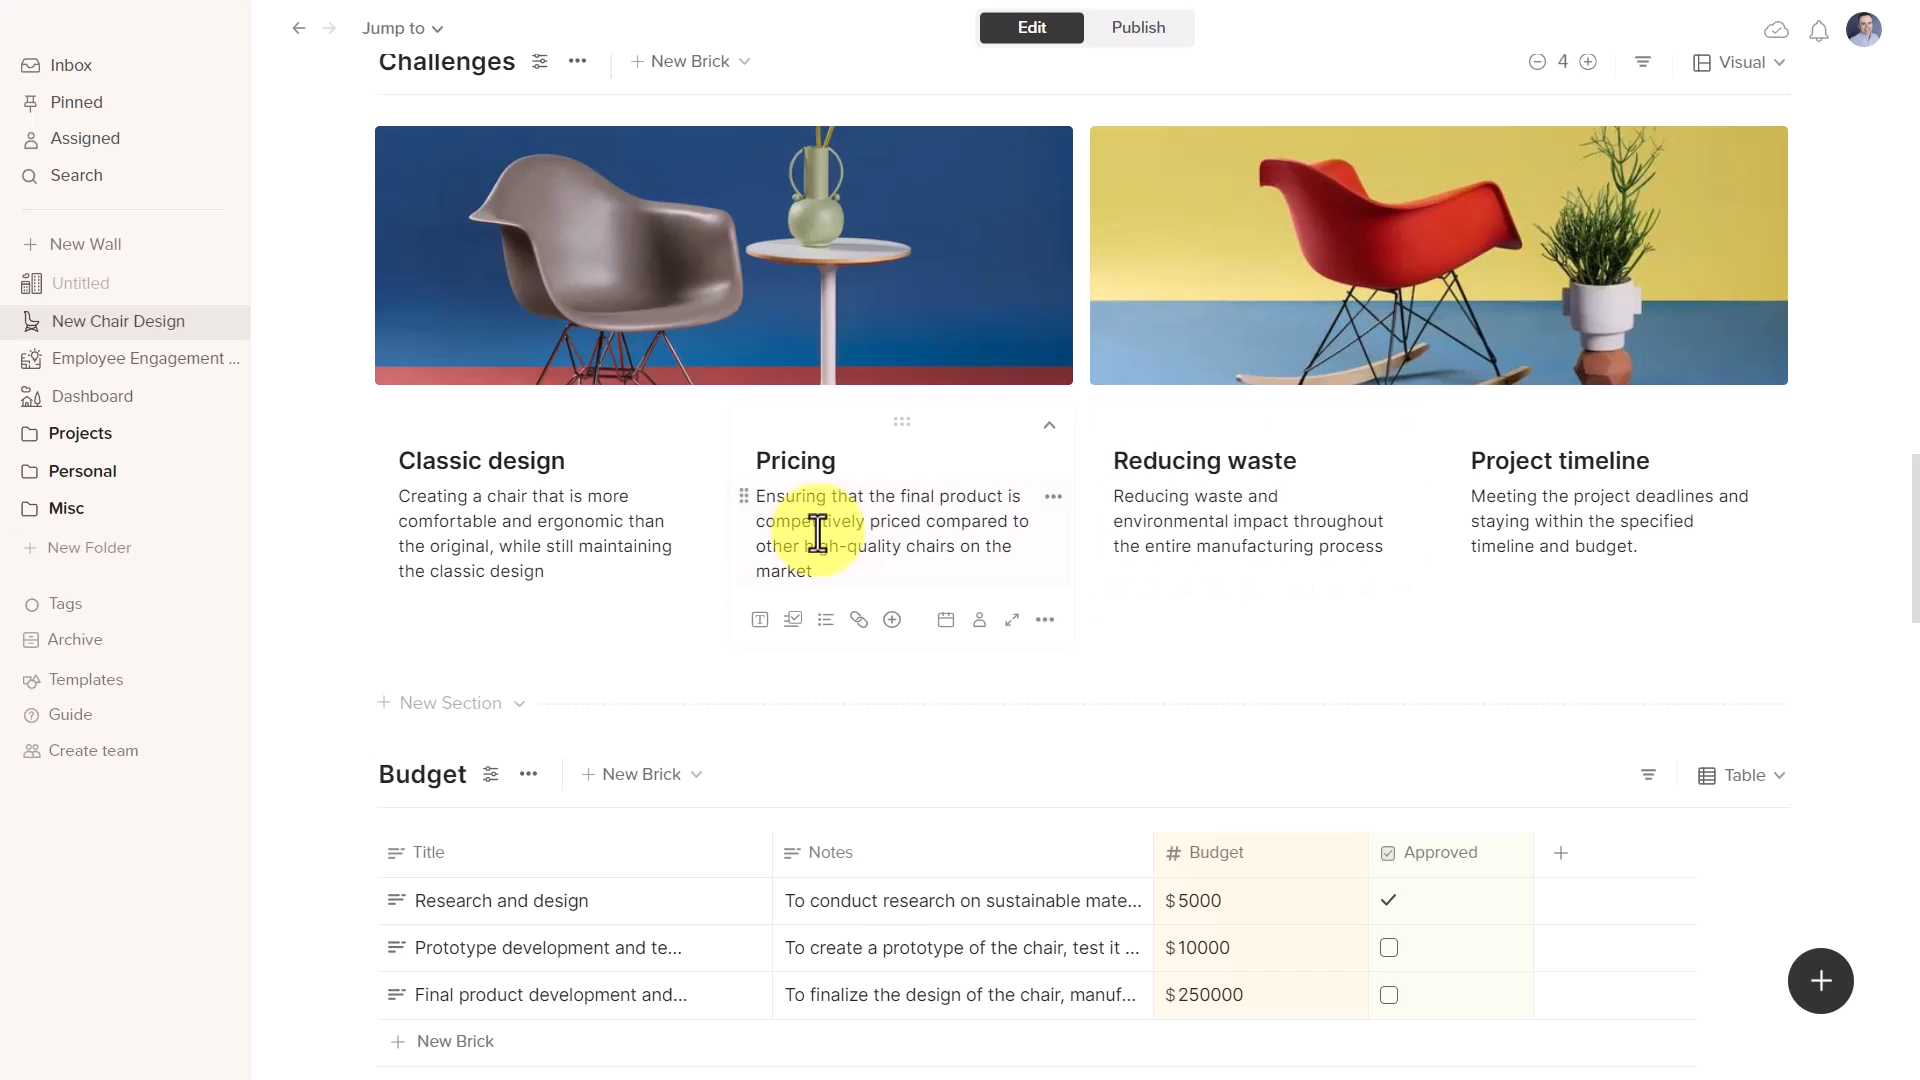 Jump to
Edit
Publish
Inbox
Pinned
Assigned
Search
New Wall
Untitled
New Chair Design
Employee Engagement ...
Dashboard
Projects
Personal
Misc
New Folder
Tags
Archive
Templates
Guide
Create team
Challenges
New Brick
4
Visual
Classic design
Creating a chair that is more
comfortable and ergonomic than
the original, while still maintaining
the classic design
Pricing
Ensuring that the final product is
competitively priced compared to
other high-quality chairs on the
market
Reducing waste
Reducing waste and
environmental impact throughout
the entire manufacturing process
Project timeline
Meeting the project deadlines and
staying within the specified
timeline and budget.
New Section
Budget
New Brick
Table
Title
Notes
# Budget
Approved
Research and design
To conduct research on sustainable mate...
$5000
Prototype development and te...
To create a prototype of the chair, test it ...
$10000
Final product development and...
To finalize the design of the chair, manuf...
$250000
New Brick